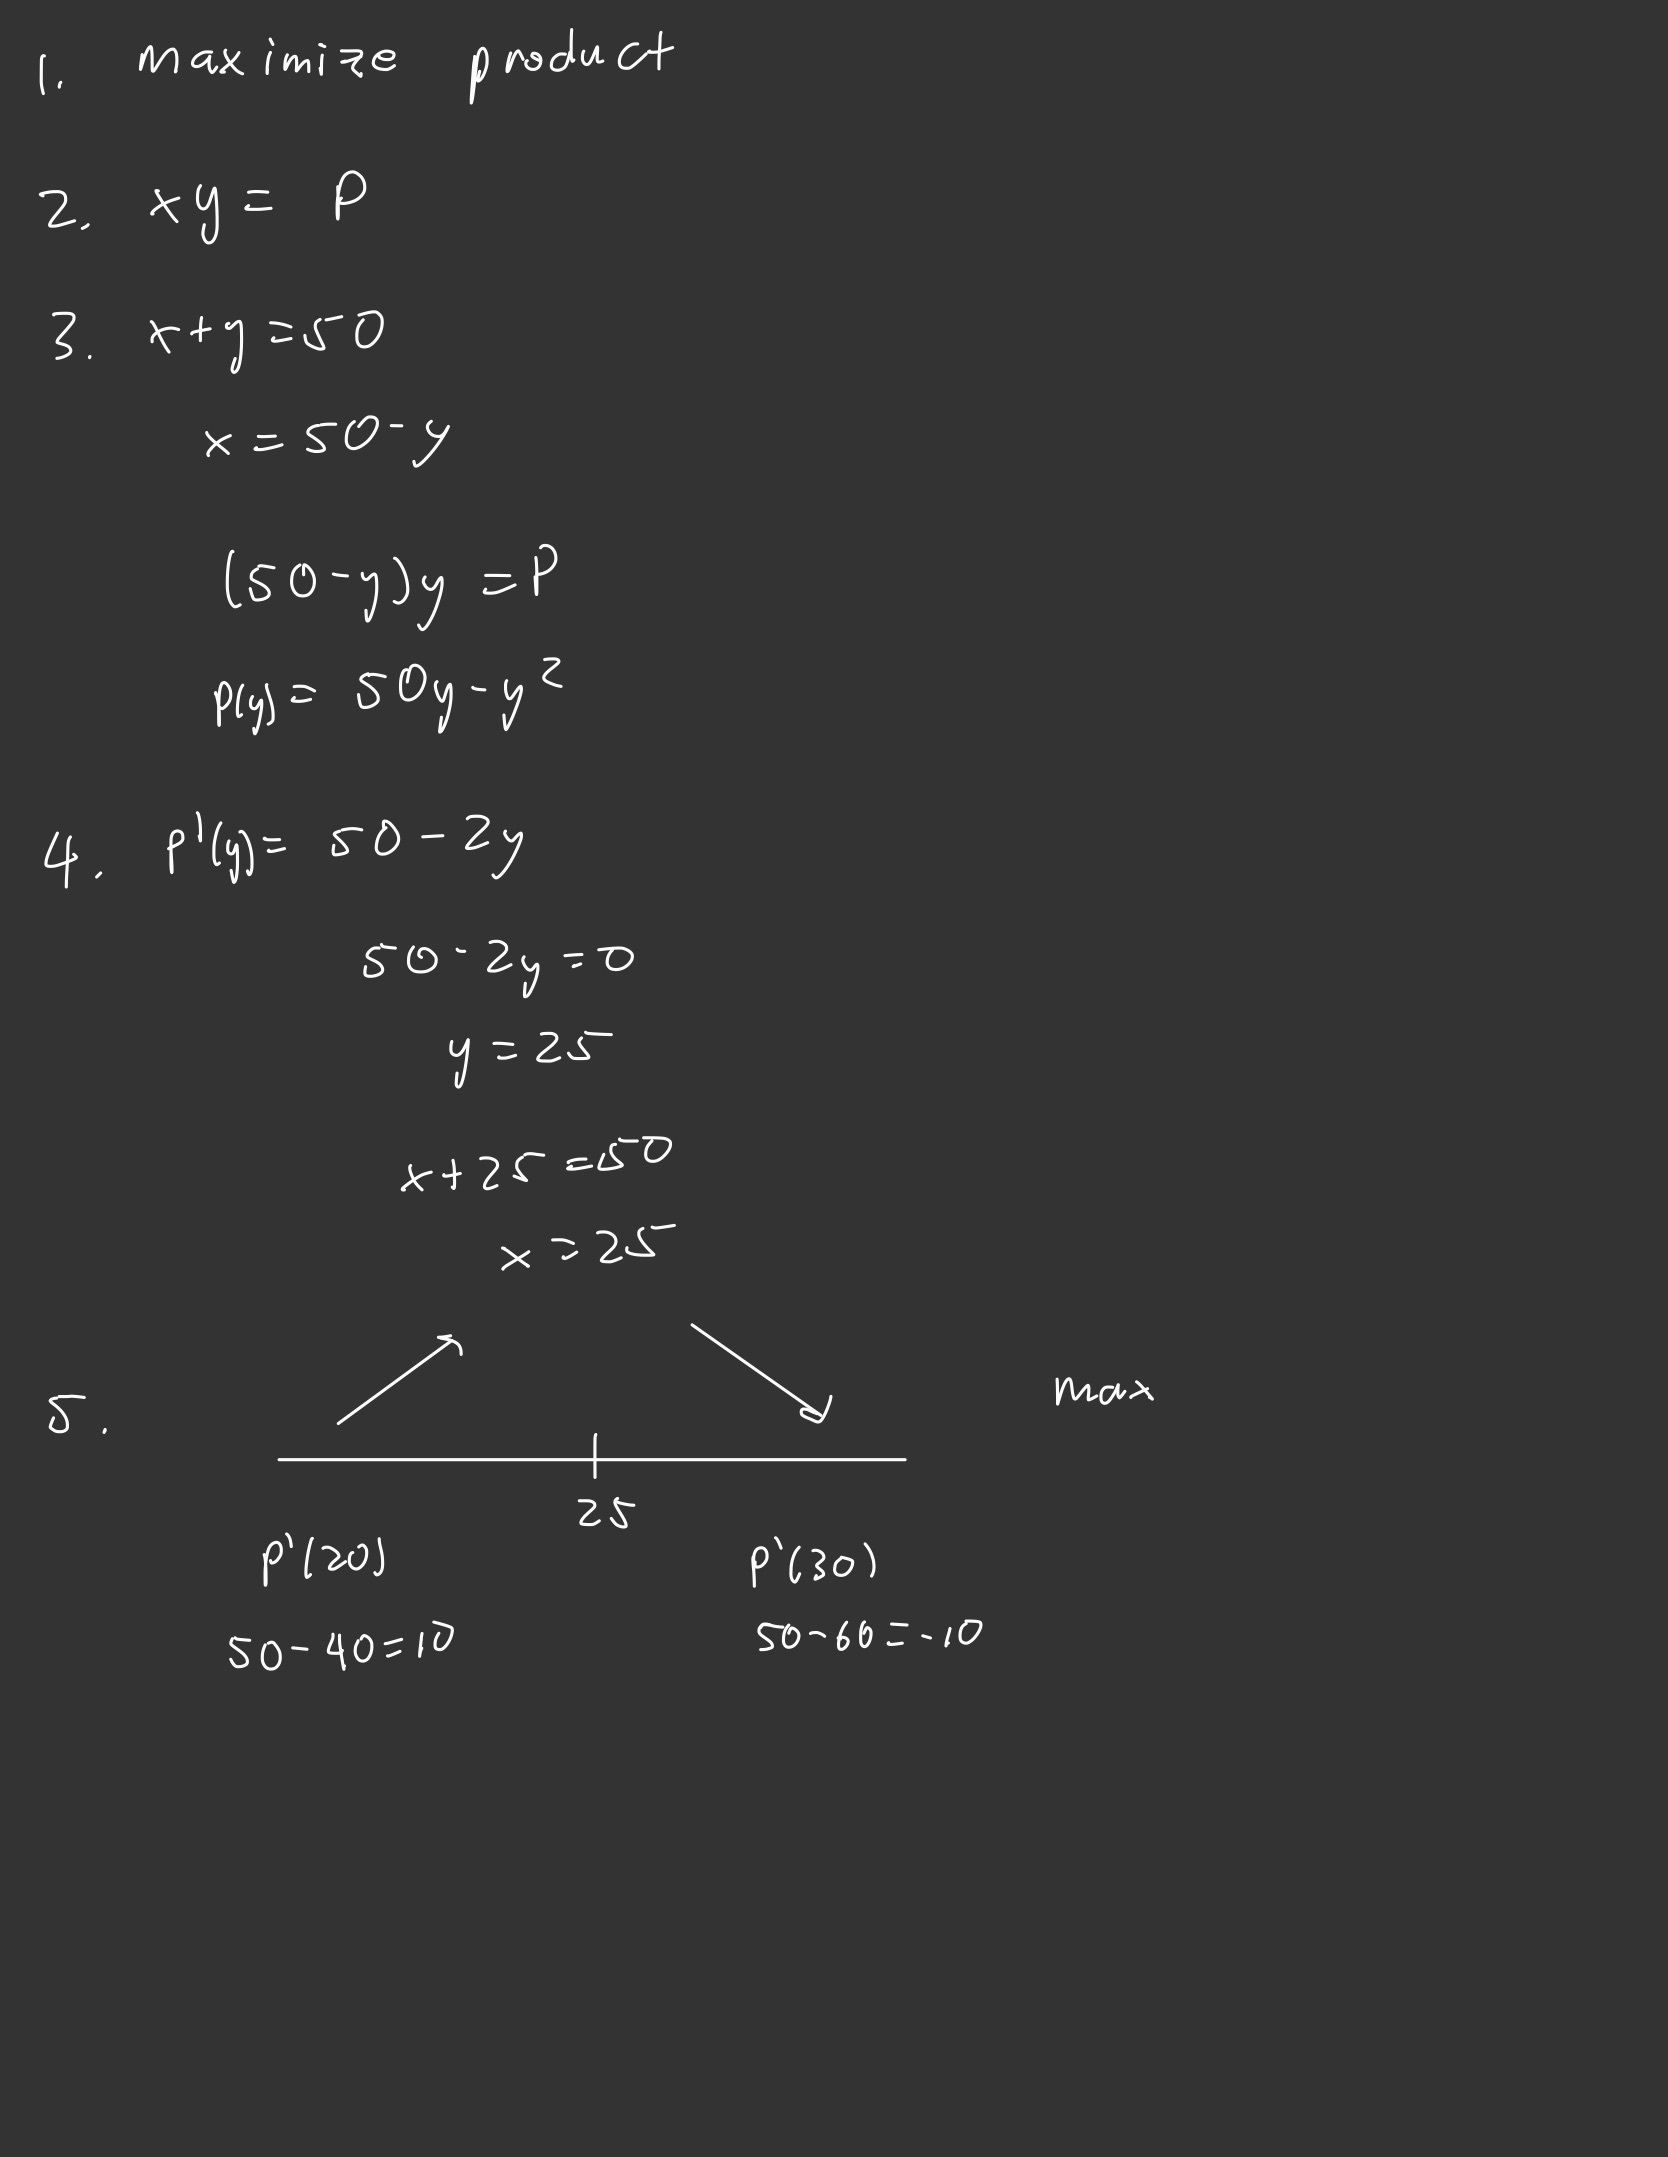 1. maximize product
2. xy = P
3. x+y=50
x = 50-y
(50-y)y = P
P(y) = 50y-y²
4. P'(y) = 50-2y
50-2y=0
y=25
x+25=50
x=25
5. max
25
P'(20) P'(30)
50-40=10 50-60=-10